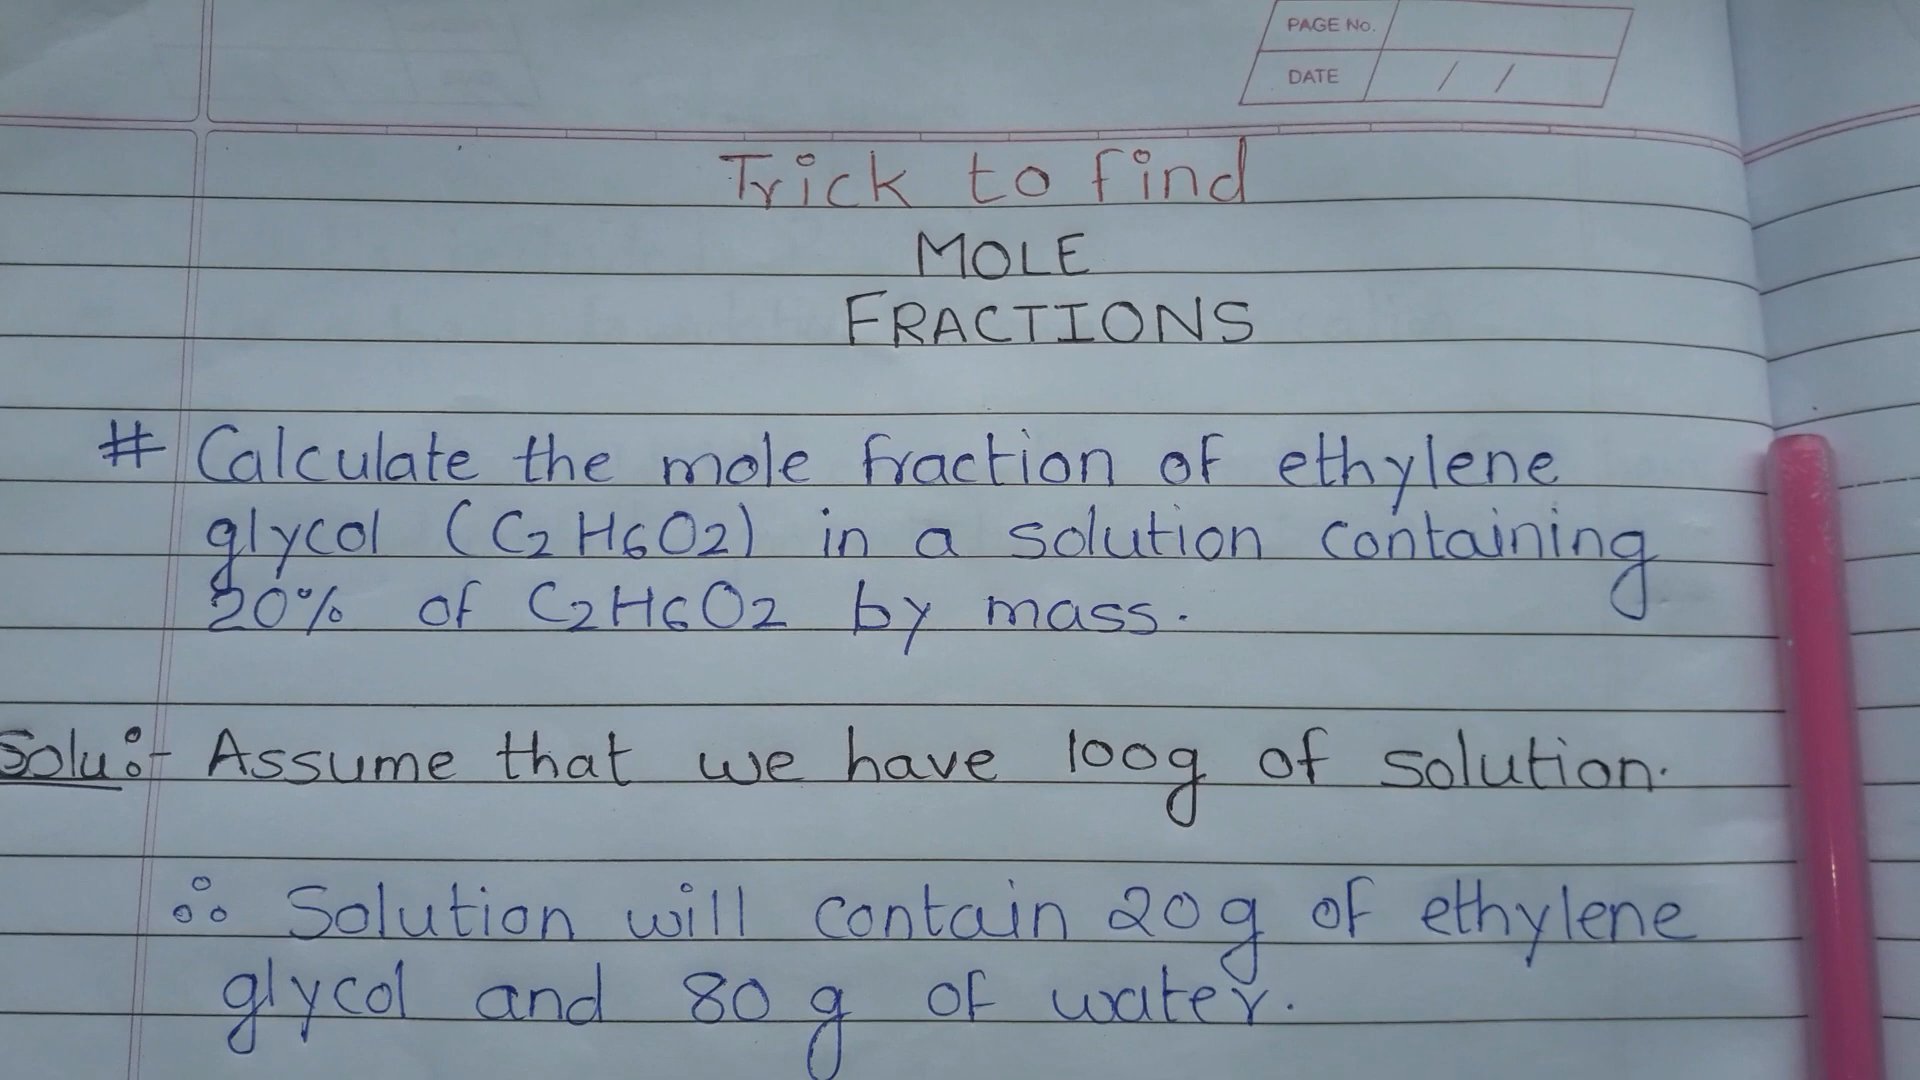 PAGE No.
DATE / /
Trick to find
MOLE
FRACTIONS
# Calculate the mole fraction of ethylene
glycol (C2H6O2) in a solution containing
20% of C2H6O2 by mass.
Solu:- Assume that we have 100g of solution.
∴ Solution will contain 20g of ethylene
glycol and 80 g of water.